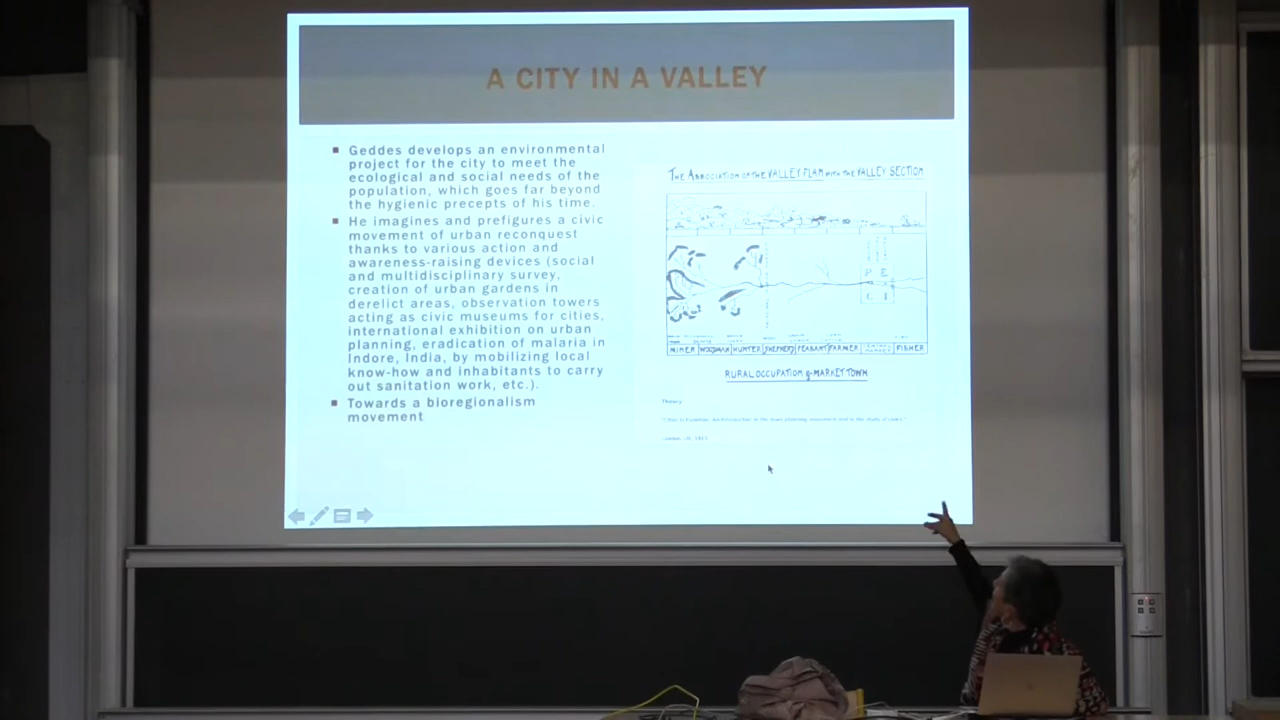 A CITY IN A VALLEY
Geddes develops an environmental
project for the city to meet the
ecological and social needs of the
population, which goes far beyond
the hygienic precepts of his time.
He imagines and prefigures a civic
movement of urban reconquest
thanks to various action and
awareness-raising devices (social
and multidisciplinary survey,
creation of urban gardens in
derelict areas, observation towers
acting as civic museums for cities,
international exhibition on urban
planning, eradication of malaria in
Indore, India, by mobilizing local
know-how and inhabitants to carry
out sanitation work, etc.).
Towards a bioregionalism
movement
THE ASSOCIATION OF THE VALLEY PLAN WITH THE VALLEY SECTION
P E
MINER WOODMAN HUNTER SHEPHERD PEASANT FARMER FISHER
RURAL OCCUPATION & MARKET TOWN
Theory